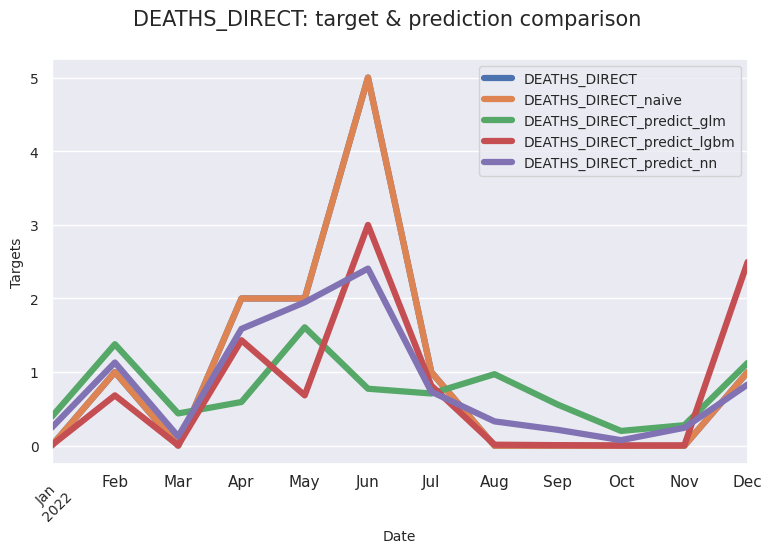 DEATHS_DIRECT: target & prediction comparison
5
4
3
2
1
0
Targets
DEATHS_DIRECT
DEATHS_DIRECT_naive
DEATHS_DIRECT_predict_glm
DEATHS_DIRECT_predict_lgbm
DEATHS_DIRECT_predict_nn
Jan
2022
Feb
Mar
Apr
May
Jun
Jul
Aug
Sep
Oct
Nov
Dec
Date